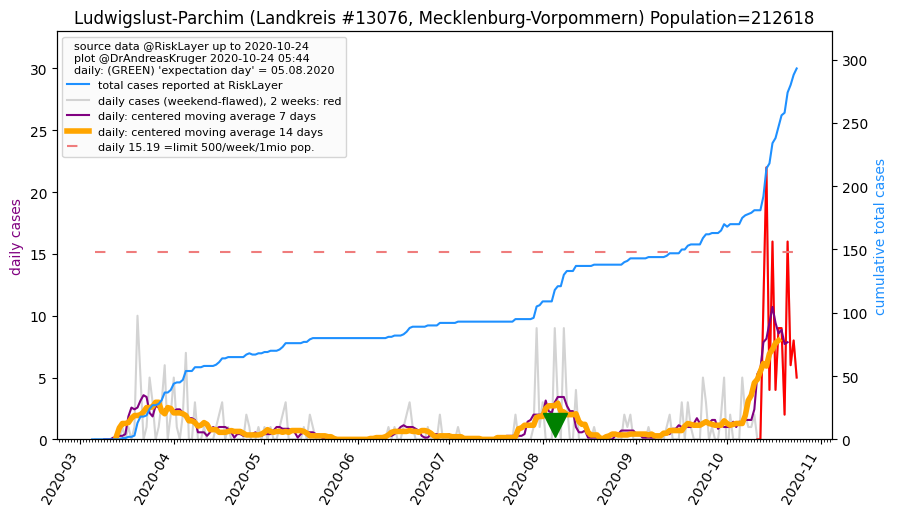 Ludwigslust-Parchim (Landkreis #13076, Mecklenburg-Vorpommern) Population=212618
source data @RiskLayer up to 2020-10-24
plot @DrAndreasKruger 2020-10-24 05:44
daily: (GREEN) 'expectation day' = 05.08.2020
total cases reported at RiskLayer
daily cases (weekend-flawed), 2 weeks: red
daily: centered moving average 7 days
daily: centered moving average 14 days
daily 15.19 =limit 500/week/1mio pop.
daily cases
30
25
20
15
10
5
0
cumulative total cases
300
250
200
150
100
50
0
2020-03
2020-04
2020-05
2020-06
2020-07
2020-08
2020-09
2020-10
2020-11